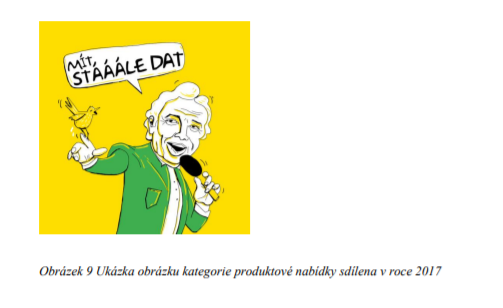 MÍT,
STÁÁÁLE DAT
Obrázek 9 Ukázka obrázku kategorie produktové nabídky sdílena v roce 2017